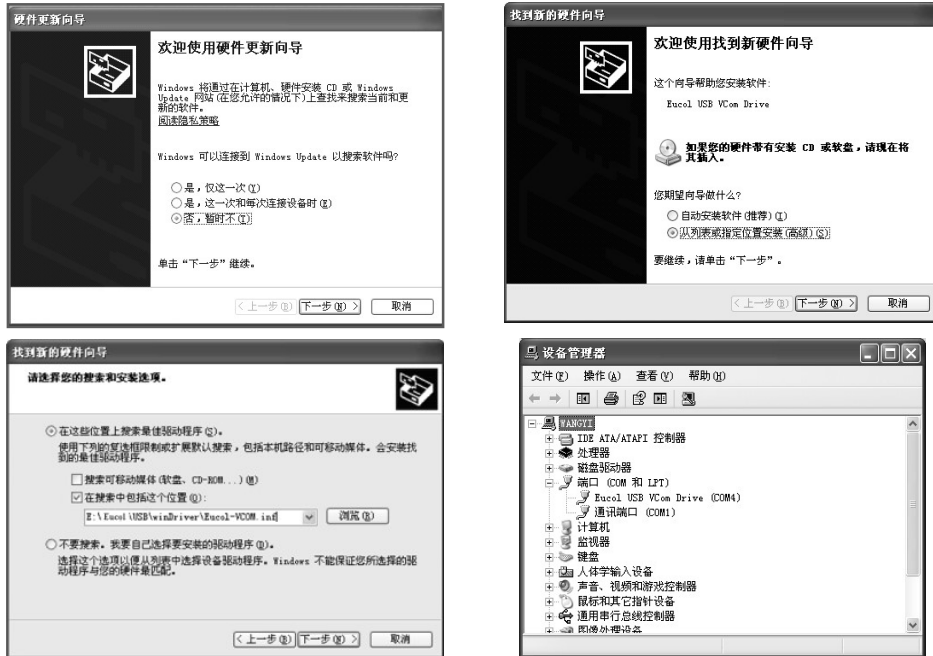 硬件更新向导
欢迎使用硬件更新向导
Windows 将通过在计算机、硬件安装 CD 或 Windows
Update 网站(在您允许的情况下)上查找来搜索当前和更
新的软件。
阅读隐私策略
Windows 可以连接到 Windows Update 以搜索软件吗?
是，仅这一次(Y)
是，这一次和每次连接设备时(E)
否，暂时不(T)
单击“下一步”继续。
< 上一步(B) 下一步(N) > 取消
找到新的硬件向导
欢迎使用找到新硬件向导
这个向导帮助您安装软件:
Eucol USB VCom Drive
如果您的硬件带有安装 CD 或软盘，请现在将
其插入。
您期望向导做什么?
自动安装软件(推荐)(I)
从列表或指定位置安装(高级)(S)
要继续，请单击“下一步”。
< 上一步(B) 下一步(N) > 取消
找到新的硬件向导
请选择您的搜索和安装选项。
在这些位置上搜索最佳驱动程序(S)。
使用下列的复选框限制或扩展默认搜索，包括本机路径和可移动媒体。会安装找
到的最佳驱动程序。
搜索可移动媒体(软盘、CD-ROM...)(M)
在搜索中包括这个位置(O):
E:\Eucol\USB\winDriver\Eucol-VCOM.inf 浏览(R)
不要搜索。我要自己选择要安装的驱动程序(D)。
选择这个选项以便从列表中选择设备驱动程序。Windows 不能保证您所选择的驱
动程序与您的硬件最匹配。
< 上一步(B) 下一步(N) > 取消
设备管理器
文件(F) 操作(A) 查看(V) 帮助(H)
WANGYI
IDE ATA/ATAPI 控制器
处理器
磁盘驱动器
端口 (COM 和 LPT)
Eucol USB VCom Drive (COM4)
通讯端口 (COM1)
计算机
监视器
键盘
人体学输入设备
声音、视频和游戏控制器
鼠标和其它指针设备
通用串行总线控制器
图像处理设备